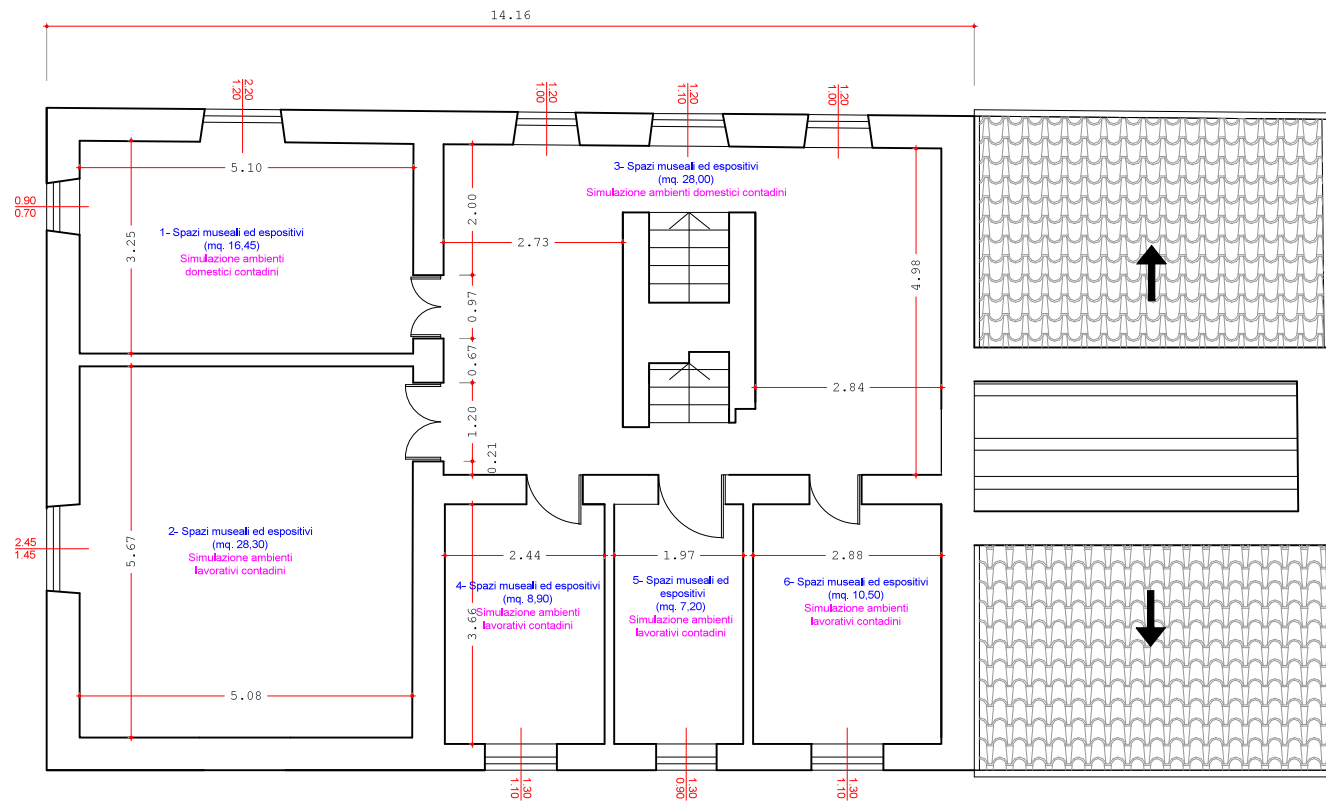 14.16
2.20
1.20
1.20
1.00
1.20
1.10
1.20
1.00
5.10
3- Spazi museali ed espositivi
(mq. 28,00)
Simulazione ambienti domestici contadini
0.90
0.70
3.25
1- Spazi museali ed espositivi
(mq. 16,45)
Simulazione ambienti
domestici contadini
2.00
2.73
4.98
0.97
0.67
2.84
1.20
0.21
2.45
1.45
5.67
2- Spazi museali ed espositivi
(mq. 28,30)
Simulazione ambienti
lavorativi contadini
5.08
2.44
1.97
2.88
3.66
4- Spazi museali ed espositivi
(mq. 8,90)
Simulazione ambienti
lavorativi contadini
5- Spazi museali ed
espositivi
(mq. 7,20)
Simulazione ambienti
lavorativi contadini
6- Spazi museali ed espositivi
(mq. 10,50)
Simulazione ambienti
lavorativi contadini
1.30
1.10
1.30
0.90
1.30
1.10